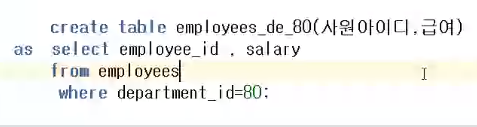 create table employees_de_80(사원아이디,급여)
as select employee_id , salary
from employees
where department_id=80;